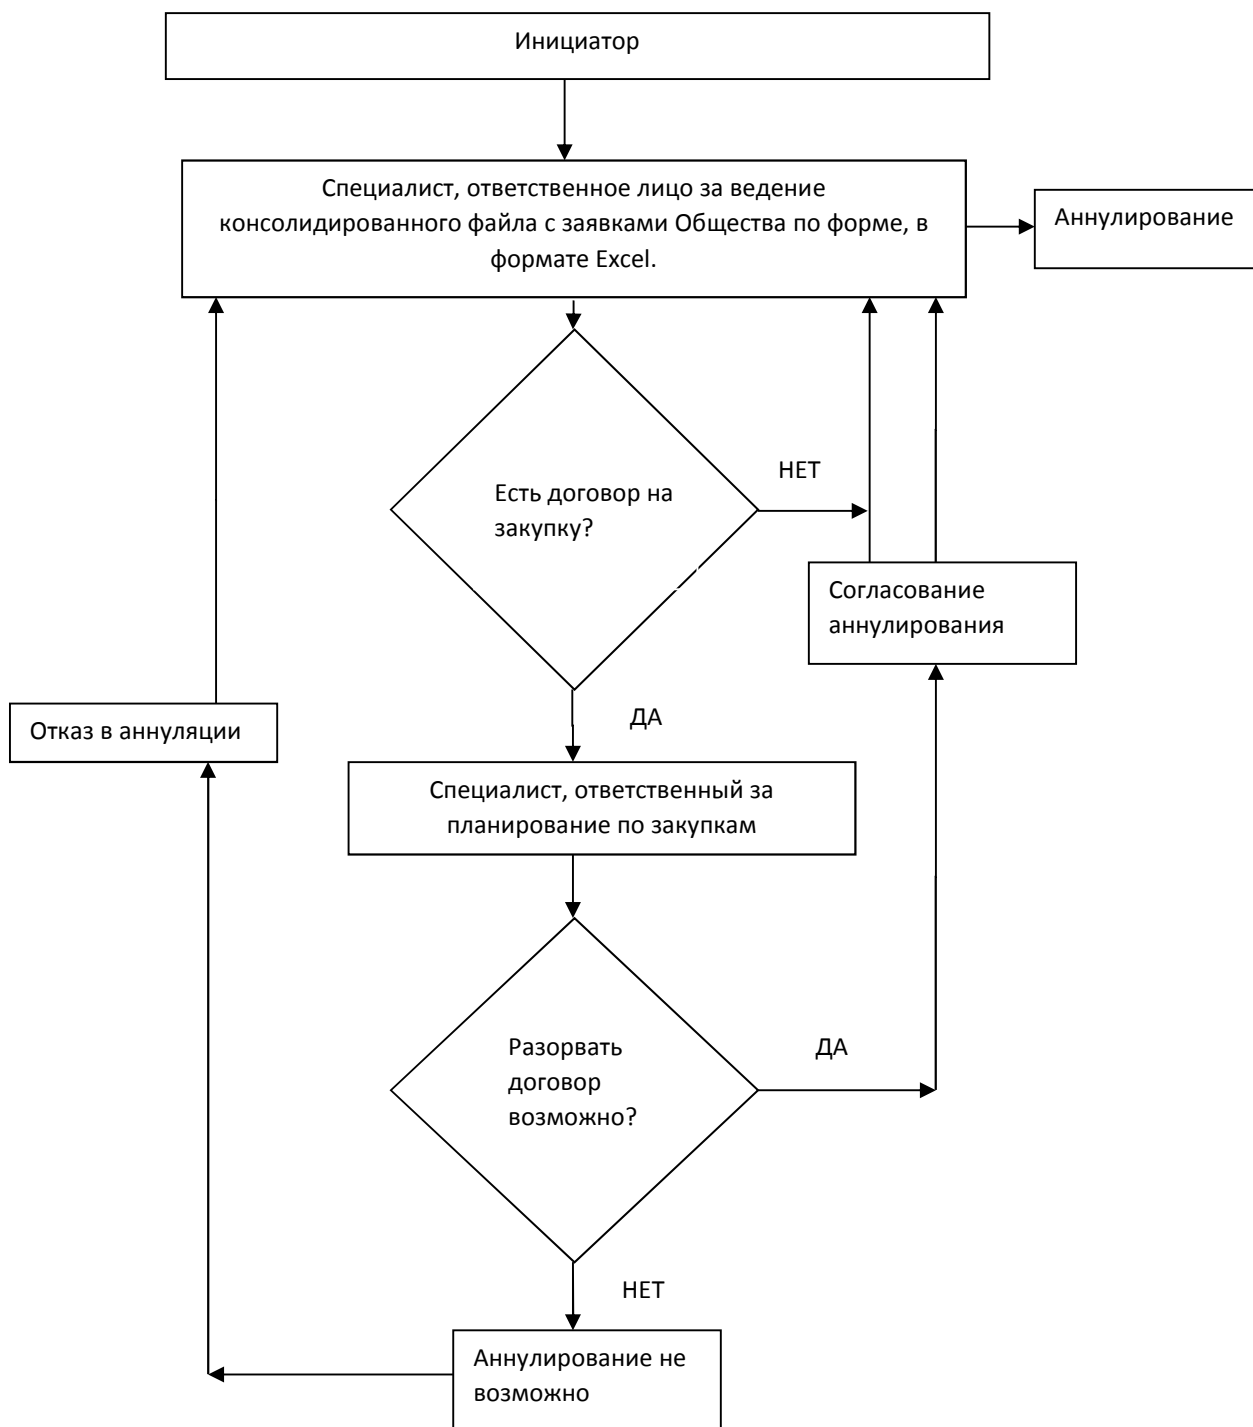 Инициатор
Специалист, ответственное лицо за ведение
консолидированного файла с заявками Общества по форме, в
формате Excel.
Аннулирование
НЕТ
Есть договор на
закупку?
Согласование
аннулирования
ДА
Отказ в аннуляции
Специалист, ответственный за
планирование по закупкам
Разорвать
договор
возможно?
ДА
НЕТ
Аннулирование не
возможно